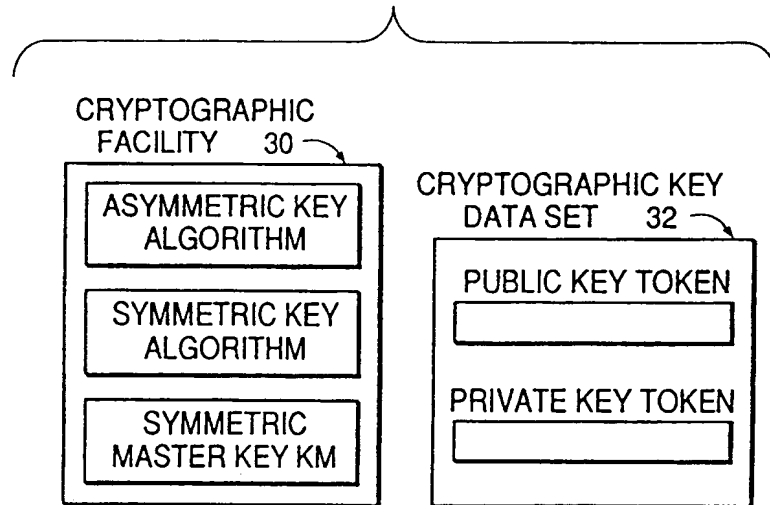 CRYPTOGRAPHIC
FACILITY 30
ASYMMETRIC KEY
ALGORITHM
SYMMETRIC KEY
ALGORITHM
SYMMETRIC
MASTER KEY KM
CRYPTOGRAPHIC KEY
DATA SET 32
PUBLIC KEY TOKEN
PRIVATE KEY TOKEN